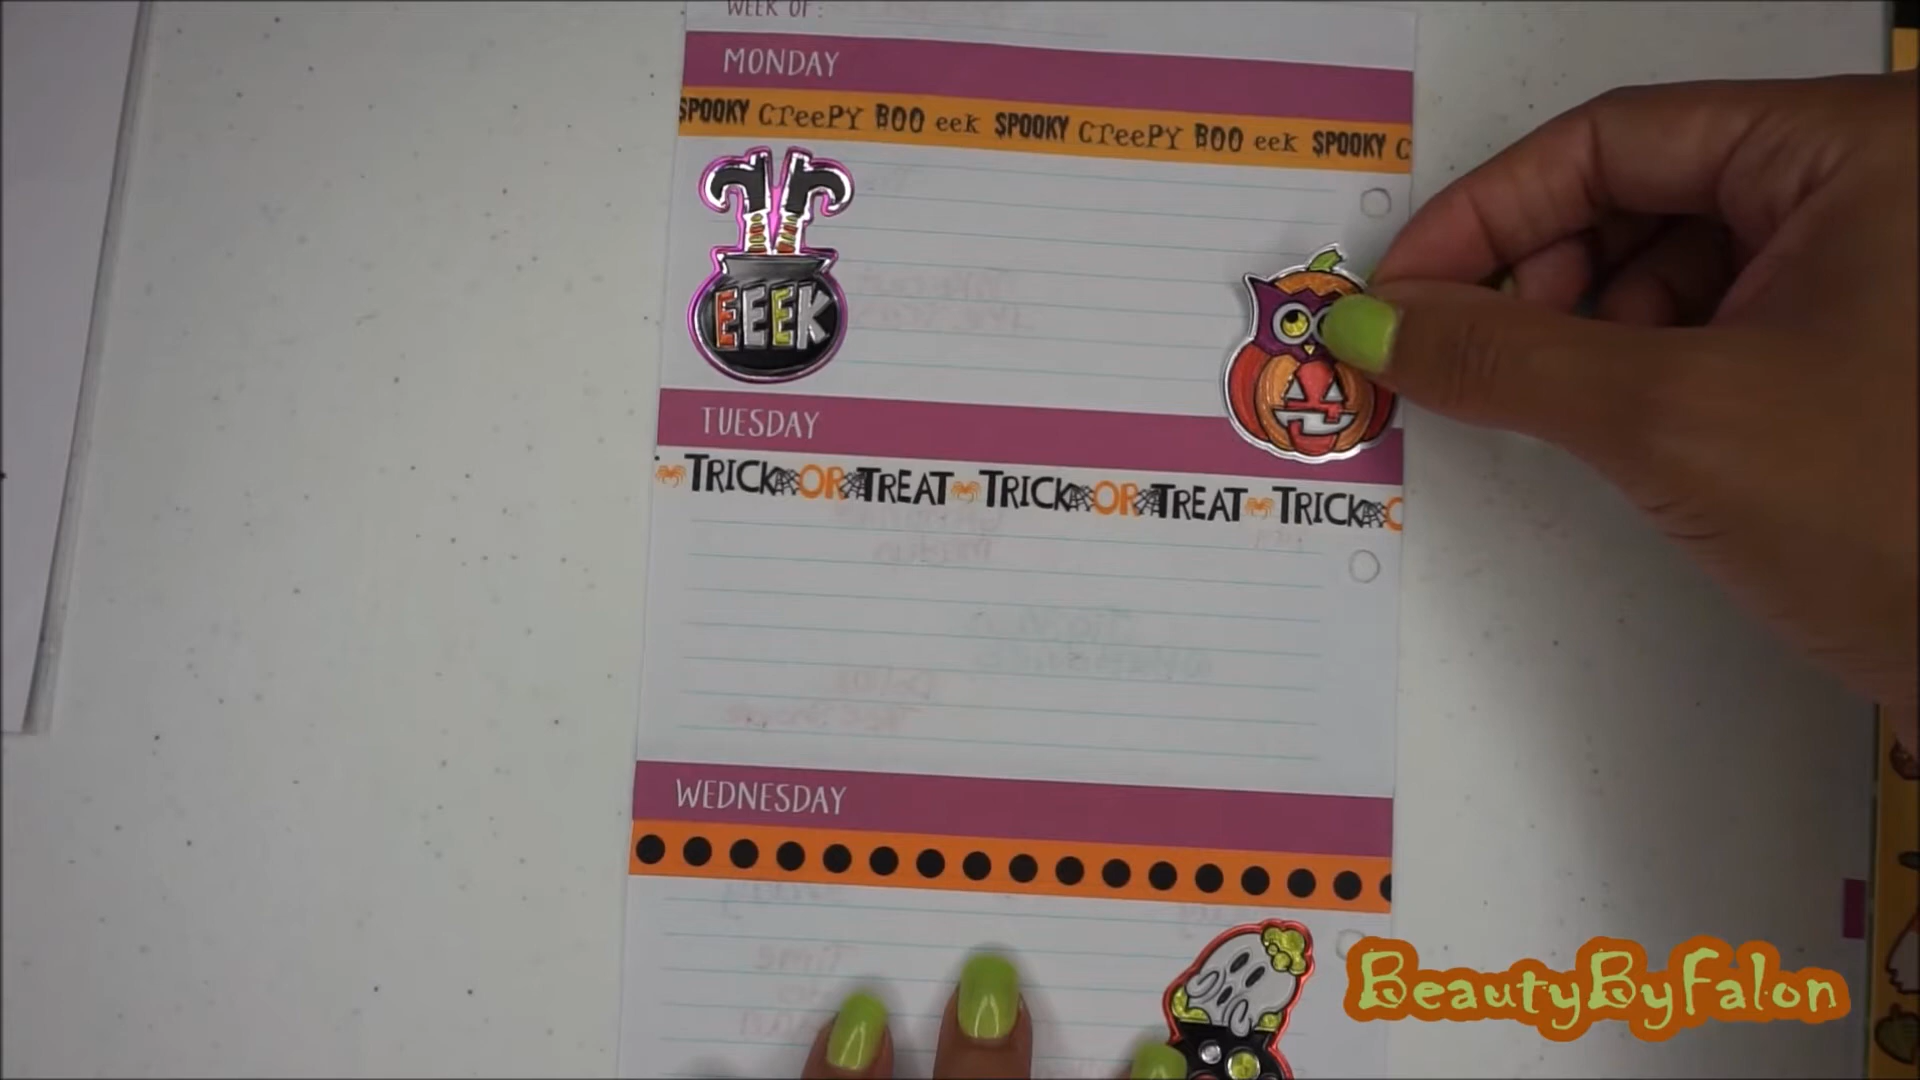 WEEK OF:
MONDAY
SPOOKY CreePY BOO eek SPOOKY CreePY BOO eek SPOOKY C
EEEK
TUESDAY
TRICK OR TREAT TRICK OR TREAT TRICK O
WEDNESDAY
BeautyByFalon